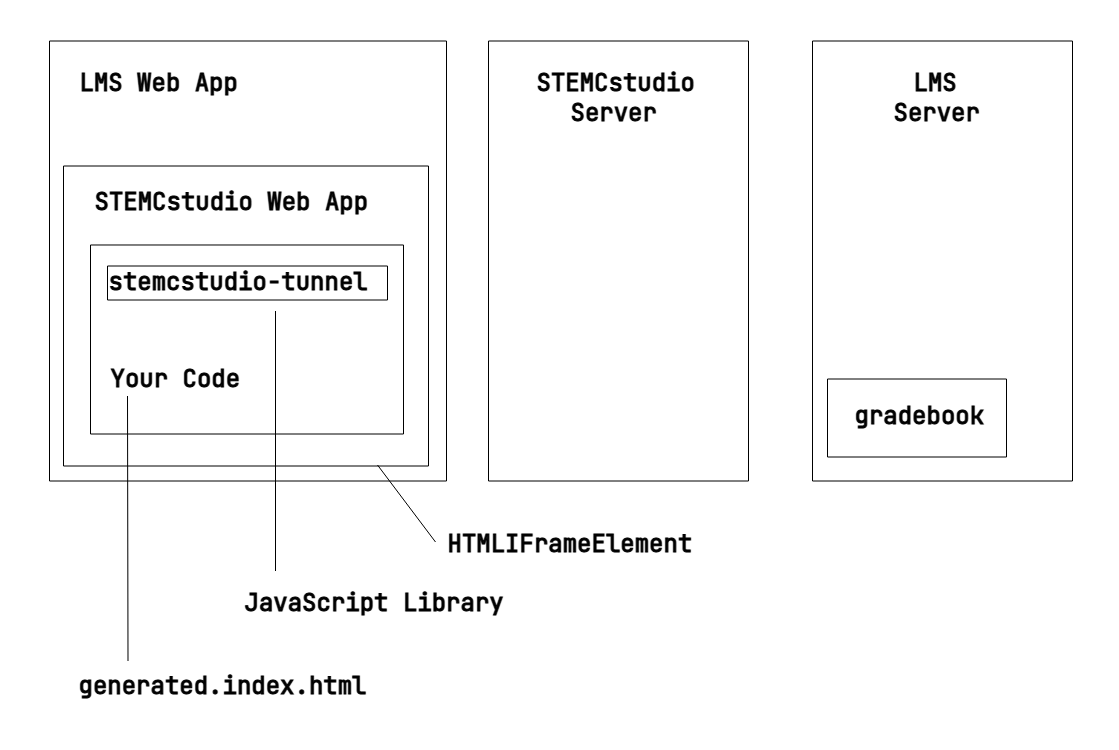 LMS Web App
STEMCstudio
Server
LMS
Server
STEMCstudio Web App
stemcstudio-tunnel
Your Code
gradebook
HTMLIFrameElement
JavaScript Library
generated.index.html